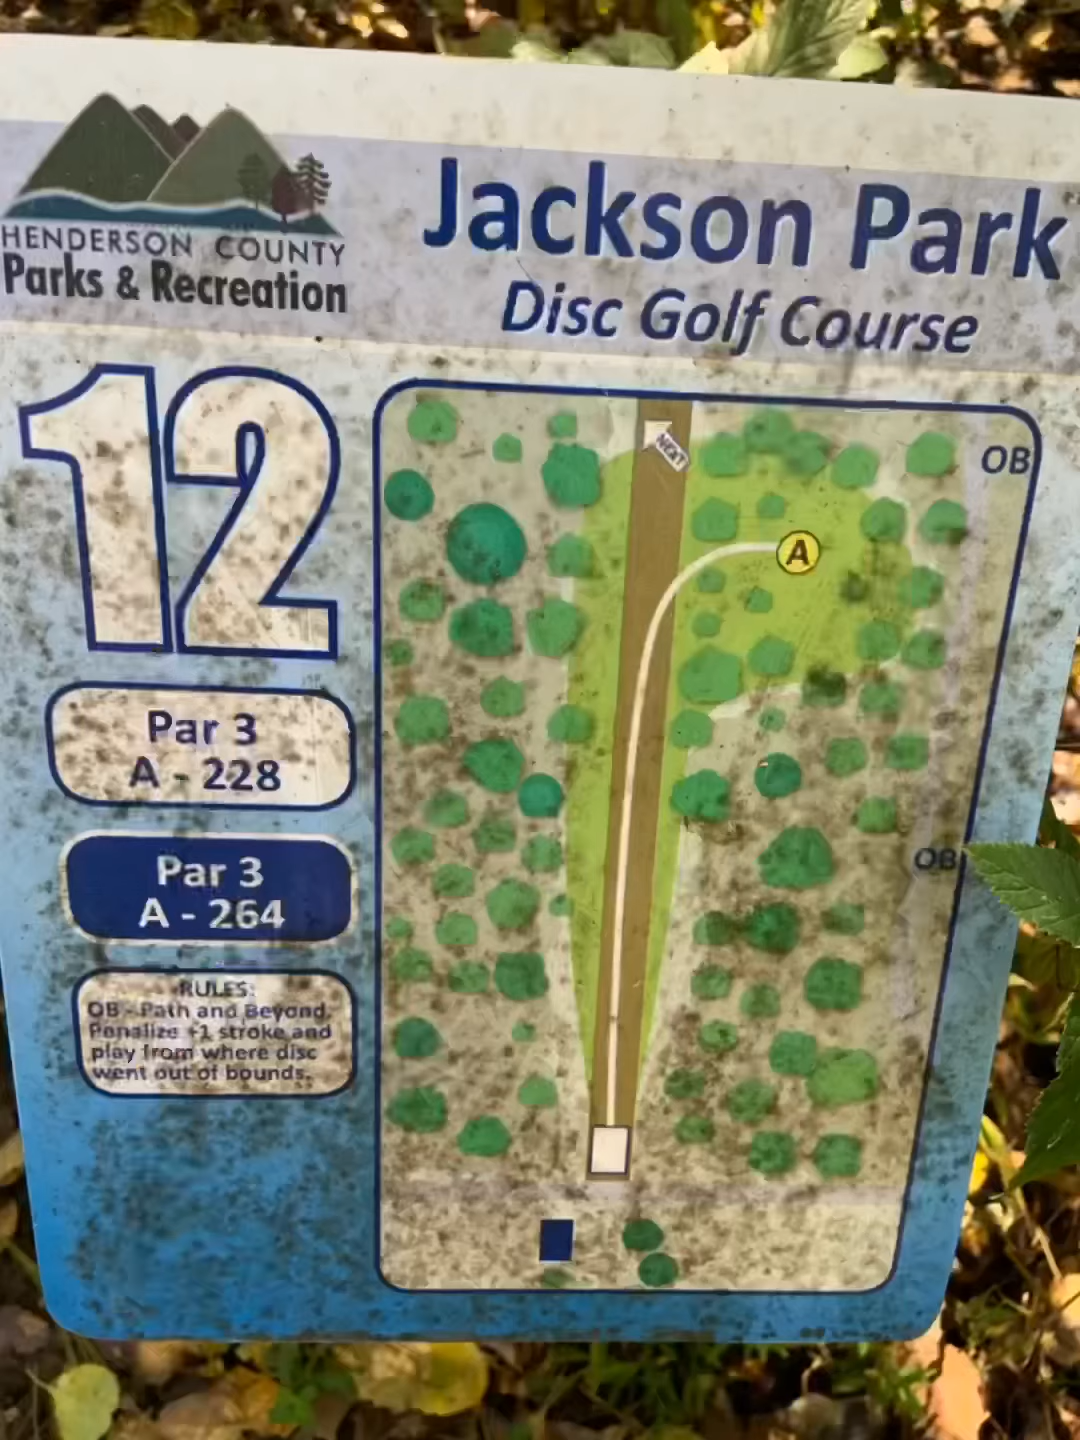 HENDERSON COUNTY
Parks & Recreation
Jackson Park
Disc Golf Course
12
Par 3
A - 228
Par 3
A - 264
RULES:
OB - Path and Beyond.
Penalize +1 stroke and
play from where disc
went out of bounds.
NEXT
OB
A
OB